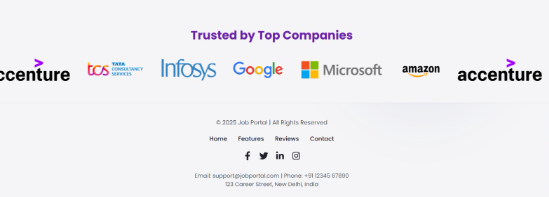 Trusted by Top Companies
accenture tcs TATA CONSULTANCY SERVICES Infosys Google Microsoft amazon accenture
© 2025 Job Portal | All Rights Reserved
Home Features Reviews Contact
Email: support@jobportal.com | Phone: +91 12345 67890
123 Career Street, New Delhi, India